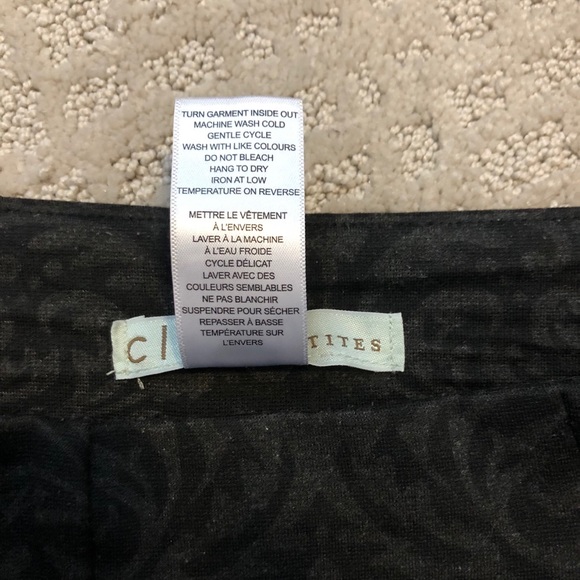 TURN GARMENT INSIDE OUT
MACHINE WASH COLD
GENTLE CYCLE
WASH WITH LIKE COLOURS
DO NOT BLEACH
HANG TO DRY
IRON AT LOW
TEMPERATURE ON REVERSE
METTRE LE VÊTEMENT
À L'ENVERS
LAVER À LA MACHINE
À L'EAU FROIDE
CYCLE DÉLICAT
LAVER AVEC DES
COULEURS SEMBLABLES
NE PAS BLANCHIR
SUSPENDRE POUR SÉCHER
REPASSER À BASSE
TEMPÉRATURE SUR
L'ENVERS